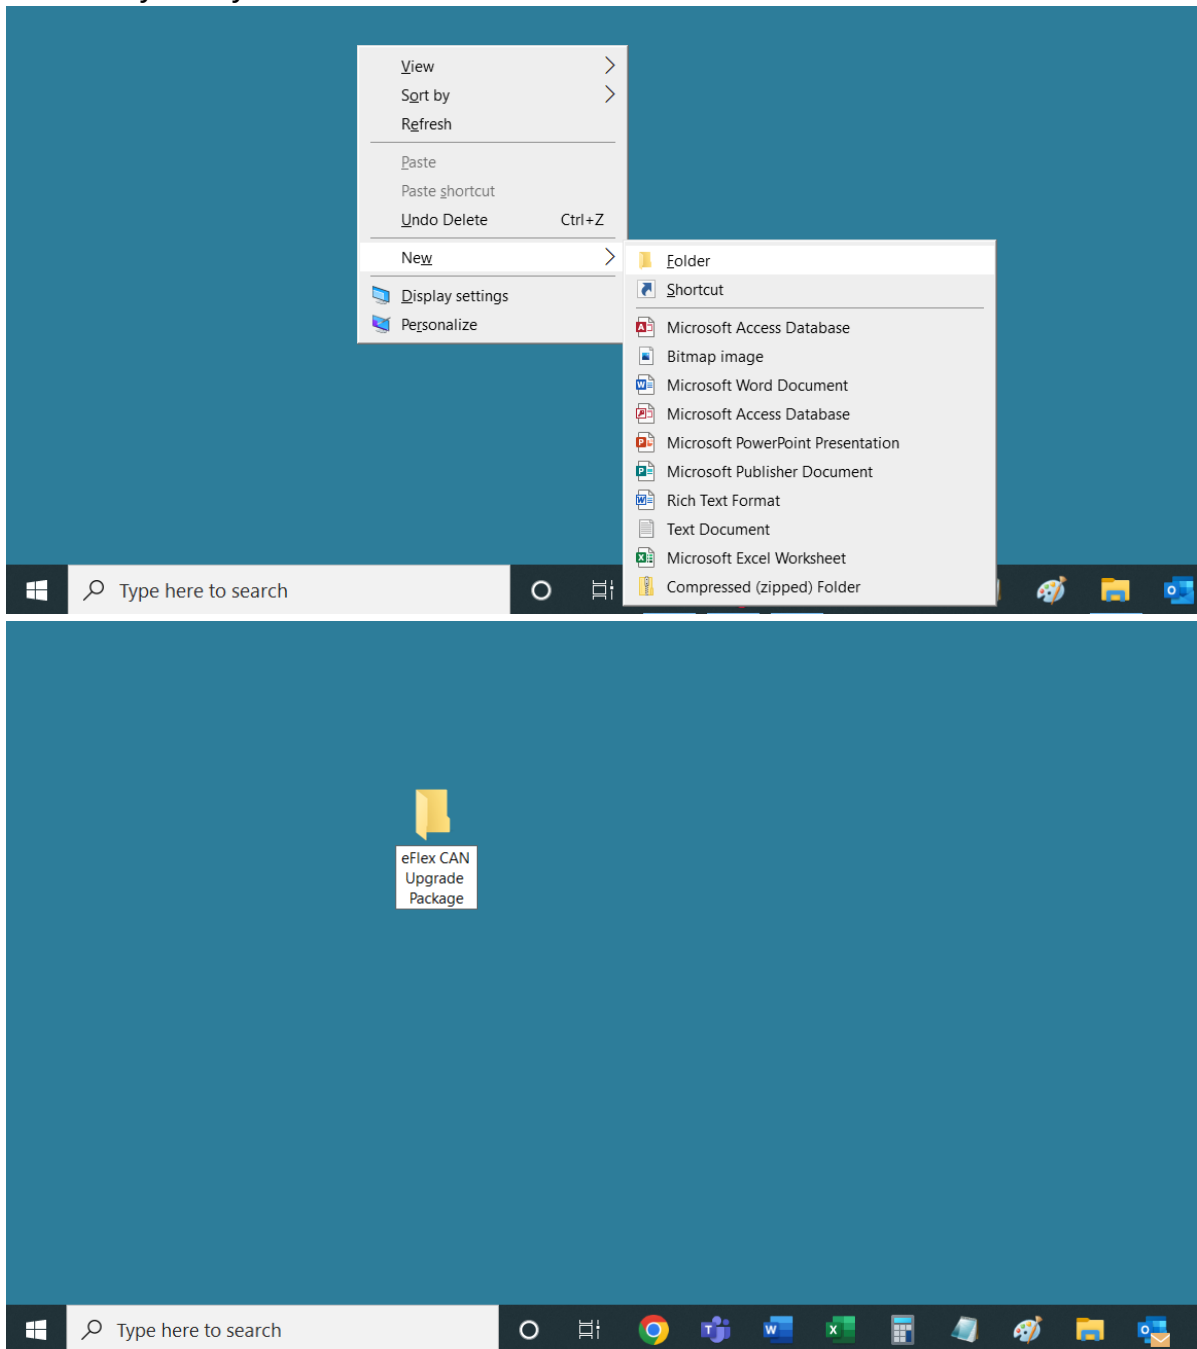 View
Sort by
Refresh
Paste
Paste shortcut
Undo Delete Ctrl+Z
New
Display settings
Personalize
Folder
Shortcut
Microsoft Access Database
Bitmap image
Microsoft Word Document
Microsoft Access Database
Microsoft PowerPoint Presentation
Microsoft Publisher Document
Rich Text Format
Text Document
Microsoft Excel Worksheet
Compressed (zipped) Folder
Type here to search
eFlex CAN
Upgrade
Package
Type here to search